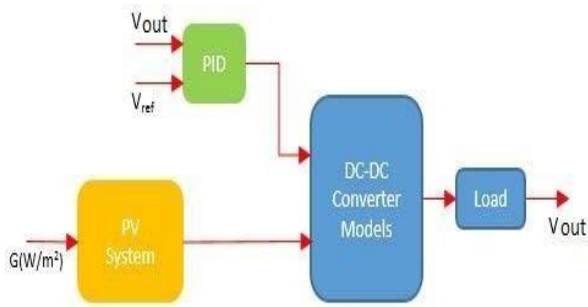 Vout
PID
Vref
DC-DC
Converter
Models
Load
Vout
PV
System
G(W/m²)